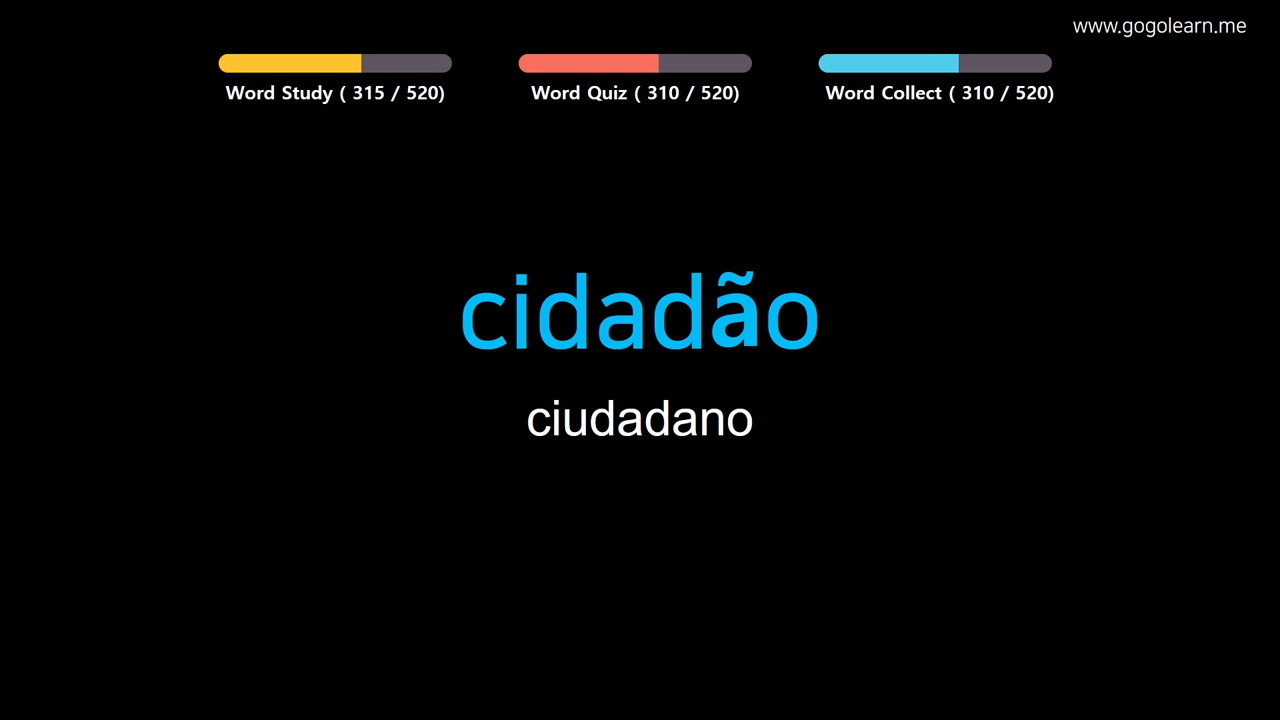 www.gogolearn.me
Word Study ( 315 / 520)
Word Quiz ( 310 / 520)
Word Collect ( 310 / 520)
cidadão
ciudadano